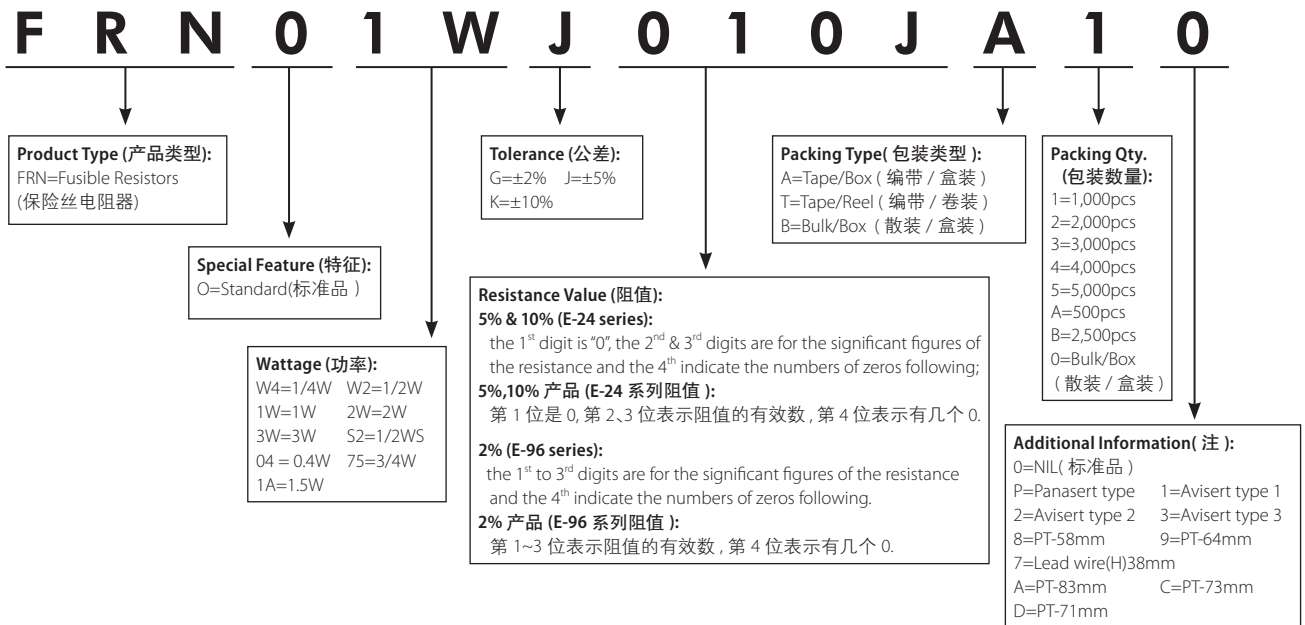 F R N 0 1 W J 0 1 0 J A 1 0
Product Type (产品类型):
FRN=Fusible Resistors
(保险丝电阻器)
Special Feature (特征):
O=Standard(标准品 )
Wattage (功率):
W4=1/4W W2=1/2W
1W=1W 2W=2W
3W=3W S2=1/2WS
04 = 0.4W 75=3/4W
1A=1.5W
Tolerance (公差):
G=±2% J=±5%
K=±10%
Resistance Value (阻值):
5% & 10% (E-24 series):
the 1st digit is "0", the 2nd & 3rd digits are for the significant figures of
the resistance and the 4th indicate the numbers of zeros following;
5%,10% 产品 (E-24 系列阻值 ):
第 1 位是 0, 第 2、3 位表示阻值的有效数 , 第 4 位表示有几个 0.
2% (E-96 series):
the 1st to 3rd digits are for the significant figures of the resistance
and the 4th indicate the numbers of zeros following.
2% 产品 (E-96 系列阻值 ):
第 1~3 位表示阻值的有效数 , 第 4 位表示有几个 0.
Packing Type( 包装类型 ):
A=Tape/Box ( 编带 / 盒装 )
T=Tape/Reel ( 编带 / 卷装 )
B=Bulk/Box ( 散装 / 盒装 )
Packing Qty.
(包装数量):
1=1,000pcs
2=2,000pcs
3=3,000pcs
4=4,000pcs
5=5,000pcs
A=500pcs
B=2,500pcs
0=Bulk/Box
( 散装 / 盒装 )
Additional Information( 注 ):
0=NIL( 标准品 )
P=Panasert type 1=Avisert type 1
2=Avisert type 2 3=Avisert type 3
8=PT-58mm 9=PT-64mm
7=Lead wire(H)38mm
A=PT-83mm C=PT-73mm
D=PT-71mm